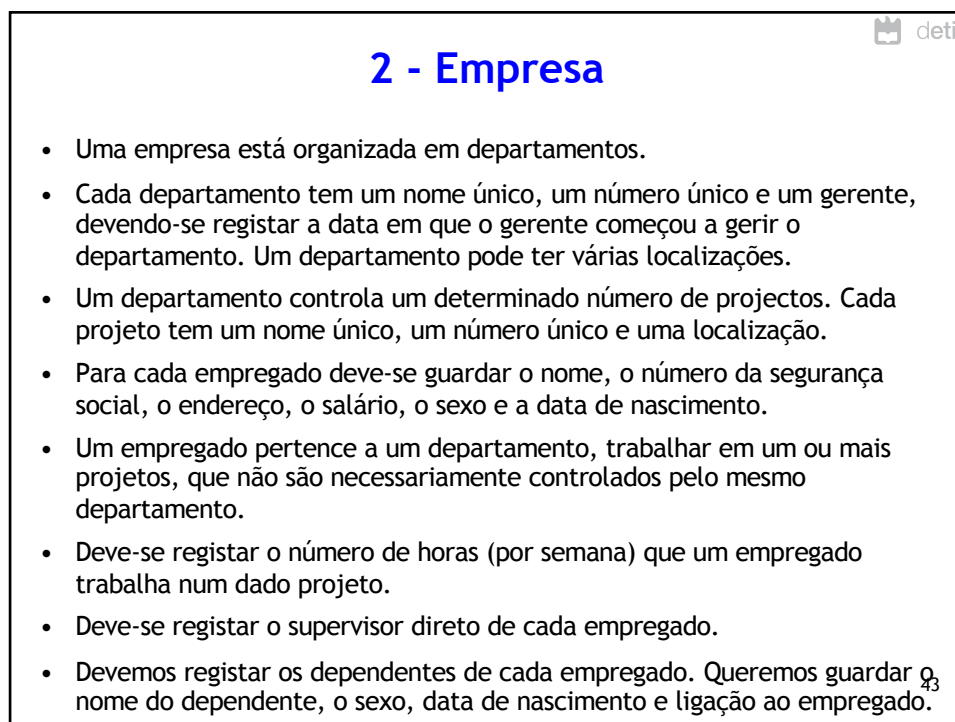 deti
2 - Empresa
• Uma empresa está organizada em departamentos.
• Cada departamento tem um nome único, um número único e um gerente,
devendo-se registar a data em que o gerente começou a gerir o
departamento. Um departamento pode ter várias localizações.
• Um departamento controla um determinado número de projectos. Cada
projeto tem um nome único, um número único e uma localização.
• Para cada empregado deve-se guardar o nome, o número da segurança
social, o endereço, o salário, o sexo e a data de nascimento.
• Um empregado pertence a um departamento, trabalhar em um ou mais
projetos, que não são necessariamente controlados pelo mesmo
departamento.
• Deve-se registar o número de horas (por semana) que um empregado
trabalha num dado projeto.
• Deve-se registar o supervisor direto de cada empregado.
• Devemos registar os dependentes de cada empregado. Queremos guardar o
nome do dependente, o sexo, data de nascimento e ligação ao empregado.
43